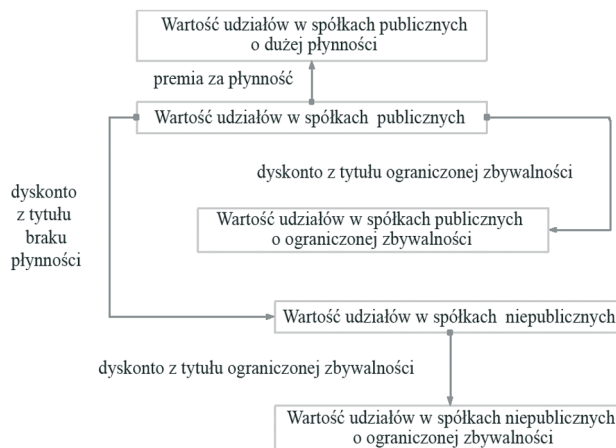 Wartość udziałów w spółkach publicznych
o dużej płynności
premia za płynność
Wartość udziałów w spółkach publicznych
dyskonto z tytułu ograniczonej zbywalności
dyskonto
z tytułu
braku
płynności
Wartość udziałów w spółkach publicznych
o ograniczonej zbywalności
Wartość udziałów w spółkach niepublicznych
dyskonto z tytułu ograniczonej zbywalności
Wartość udziałów w spółkach niepublicznych
o ograniczonej zbywalności